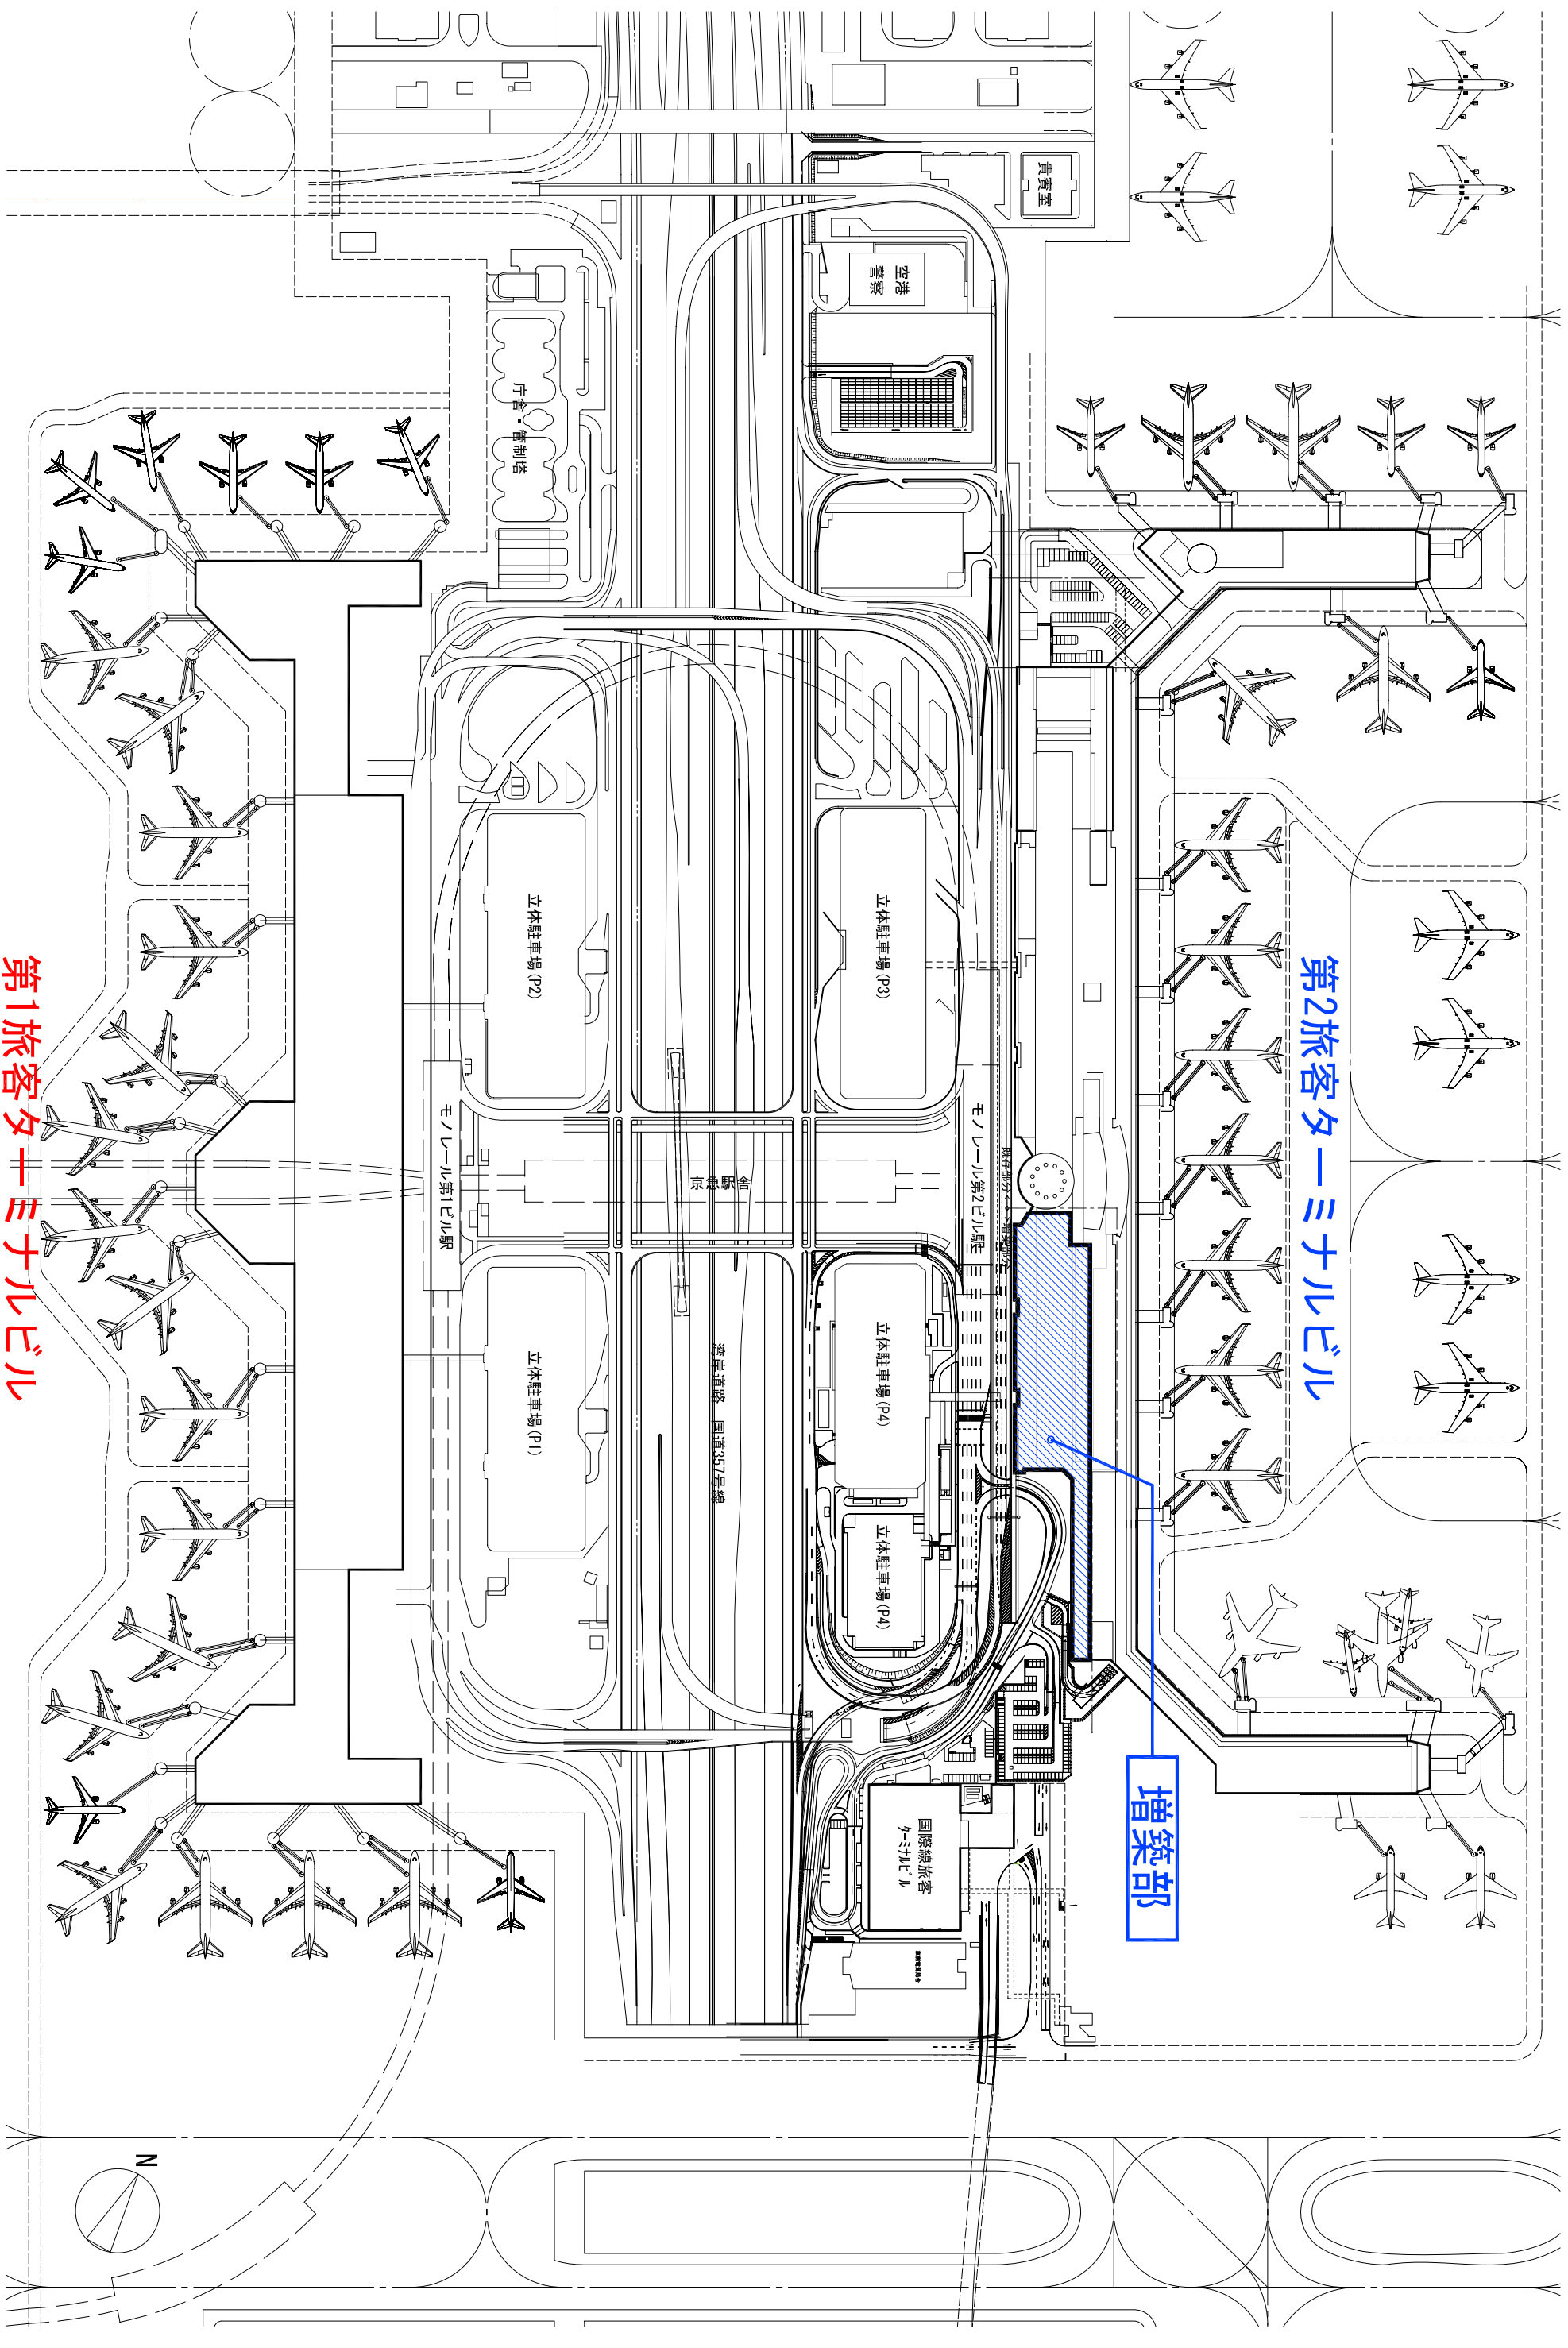 貴賓室
空港
警察
庁舎・管制塔
立体駐車場(P2)
立体駐車場(P3)
第2旅客ターミナルビル
第1旅客ターミナルビル
モノレール第1ビル駅
京急駅舎
モノレール第2ビル駅
立体駐車場(P1)
湾岸道路 国道357号線
立体駐車場(P4)
立体駐車場(P4)
増築部
国際線旅客
ターミナルビル
N